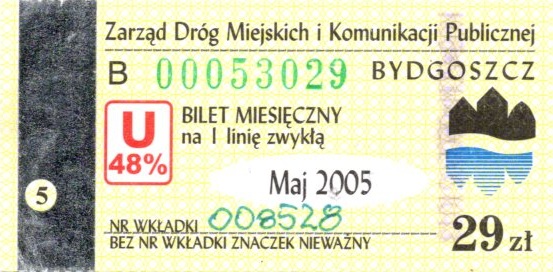 Zarząd Dróg Miejskich i Komunikacji Publicznej
B 00053029 BYDGOSZCZ
U
48%
BILET MIESIĘCZNY
na 1 linię zwykłą
Maj 2005
5
NR WKŁADKI 008528
BEZ NR WKŁADKI ZNACZEK NIEWAŻNY
29 zł